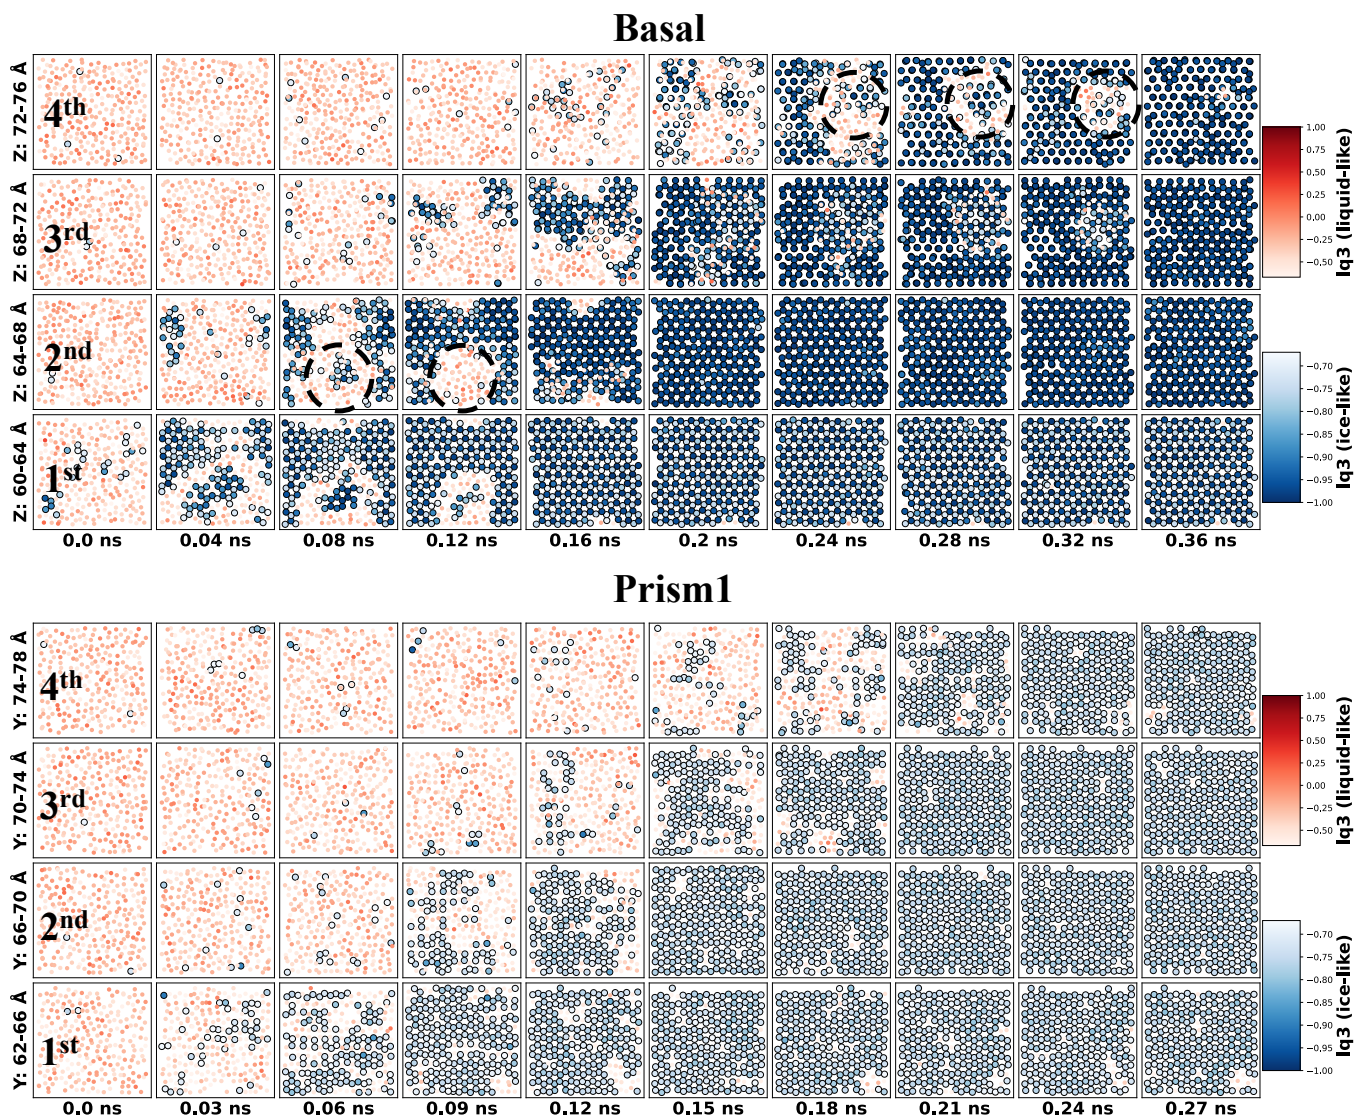 Basal
Z: 72-76 Å
4th
Z: 68-72 Å
3rd
Z: 64-68 Å
2nd
Z: 60-64 Å
1st
0.0 ns 0.04 ns 0.08 ns 0.12 ns 0.16 ns 0.2 ns 0.24 ns 0.28 ns 0.32 ns 0.36 ns
1.00
0.75
0.50
0.25
0.00
−0.25
−0.50
lq3 (liquid-like)
−0.70
−0.75
−0.80
−0.85
−0.90
−0.95
−1.00
lq3 (ice-like)
Prism1
Y: 74-78 Å
4th
Y: 70-74 Å
3rd
Y: 66-70 Å
2nd
Y: 62-66 Å
1st
0.0 ns 0.03 ns 0.06 ns 0.09 ns 0.12 ns 0.15 ns 0.18 ns 0.21 ns 0.24 ns 0.27 ns
1.00
0.75
0.50
0.25
0.00
−0.25
−0.50
lq3 (liquid-like)
−0.70
−0.75
−0.80
−0.85
−0.90
−0.95
−1.00
lq3 (ice-like)